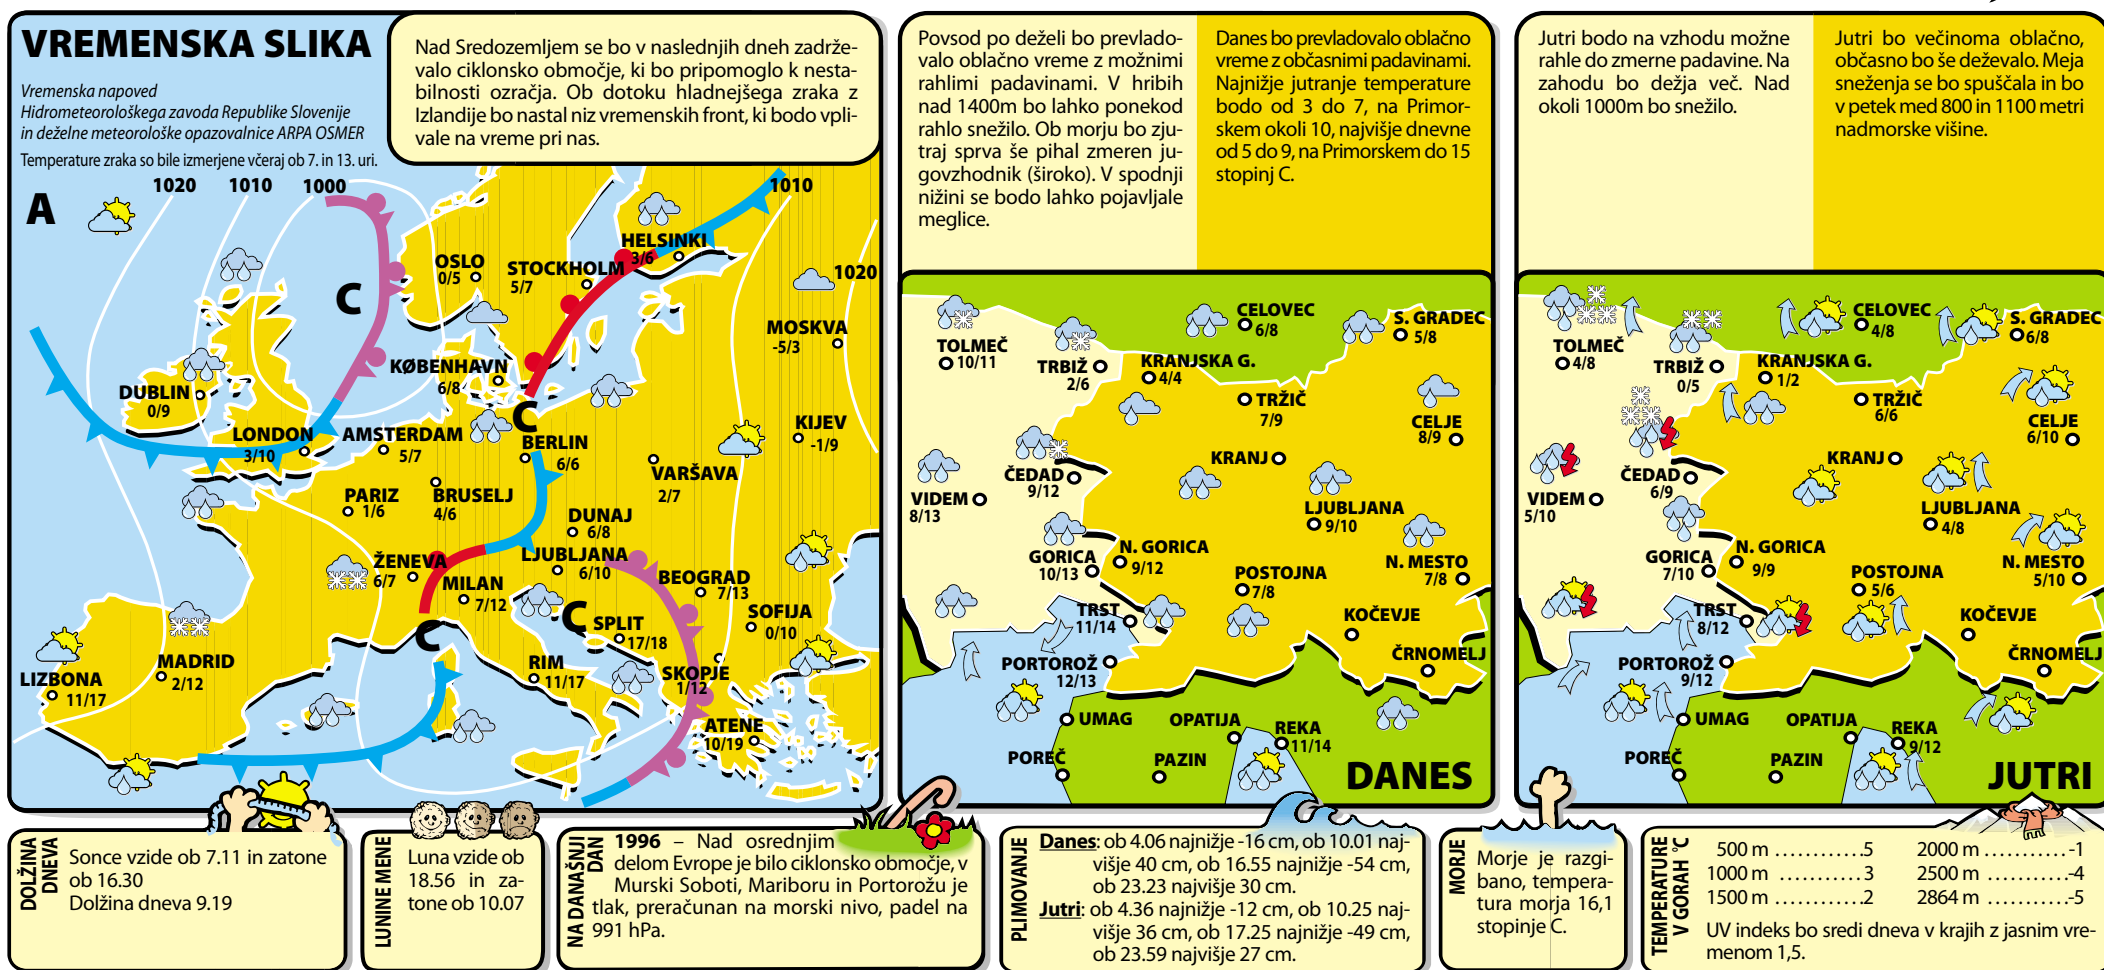 VREMENSKA SLIKA
Vremenska napoved
Hidrometeorološkega zavoda Republike Slovenije
in deželne meteorološke opazovalnice ARPA OSMER
Temperature zraka so bile izmerjene včeraj ob 7. in 13. uri.
Nad Sredozemljem se bo v naslednjih dneh zadrže-
valo ciklonsko območje, ki bo pripomoglo k nesta-
bilnosti ozračja. Ob dotoku hladnejšega zraka z
Izlandije bo nastal niz vremenskih front, ki bodo vpli-
vale na vreme pri nas.
1020 1010 1000 1010
A
1020
C
OSLO
0/5
STOCKHOLM
5/7
HELSINKI
3/6
MOSKVA
-5/3
KØBENHAVN
6/8
DUBLIN
0/9
C
LONDON
3/10
AMSTERDAM
5/7
BERLIN
6/6
KIJEV
-1/9
VARŠAVA
2/7
PARIZ
1/6
BRUSELJ
4/6
DUNAJ
6/8
ŽENEVA
6/7
LJUBLJANA
6/10
MILAN
7/12
BEOGRAD
7/13
C
C
SPLIT
17/18
SOFIJA
0/10
MADRID
2/12
LIZBONA
11/17
RIM
11/17
SKOPJE
1/12
ATENE
10/19
Povsod po deželi bo prevlado-
valo oblačno vreme z možnimi
rahlimi padavinami. V hribih
nad 1400m bo lahko ponekod
rahlo snežilo. Ob morju bo zju-
traj sprva še pihal zmeren ju-
govzhodnik (široko). V spodnji
nižini se bodo lahko pojavljale
meglice.
Danes bo prevladovalo oblačno
vreme z občasnimi padavinami.
Najnižje jutranje temperature
bodo od 3 do 7, na Primor-
skem okoli 10, najvišje dnevne
od 5 do 9, na Primorskem do 15
stopinj C.
CELOVEC
6/8
S. GRADEC
5/8
TOLMEČ
10/11
TRBIŽ
2/6
KRANJSKA G.
4/4
TRŽIČ
7/9
CELJE
8/9
KRANJ
ČEDAD
9/12
VIDEM
8/13
LJUBLJANA
9/10
GORICA
10/13
N. GORICA
9/12
N. MESTO
7/8
POSTOJNA
7/8
TRST
11/14
KOČEVJE
PORTOROŽ
12/13
ČRNOMELJ
UMAG
OPATIJA
REKA
11/14
POREČ
PAZIN
DANES
Jutri bodo na vzhodu možne
rahle do zmerne padavine. Na
zahodu bo dežja več. Nad
okoli 1000m bo snežilo.
Jutri bo večinoma oblačno,
občasno bo še deževalo. Meja
sneženja se bo spuščala in bo
v petek med 800 in 1100 metri
nadmorske višine.
CELOVEC
4/8
S. GRADEC
6/8
TOLMEČ
4/8
TRBIŽ
0/5
KRANJSKA G.
1/2
TRŽIČ
6/6
CELJE
6/10
KRANJ
ČEDAD
6/9
VIDEM
5/10
LJUBLJANA
4/8
GORICA
7/10
N. GORICA
9/9
N. MESTO
5/10
POSTOJNA
5/6
TRST
8/12
KOČEVJE
PORTOROŽ
9/12
ČRNOMELJ
UMAG
OPATIJA
REKA
9/12
POREČ
PAZIN
JUTRI
DOLŽINA
DNEVA
Sonce vzide ob 7.11 in zatone
ob 16.30
Dolžina dneva 9.19
LUNINE MENE
Luna vzide ob
18.56 in za-
tone ob 10.07
NA DANAŠNJI
DAN
1996 – Nad osrednjim
delom Evrope je bilo ciklonsko območje, v
Murski Soboti, Mariboru in Portorožu je
tlak, preračunan na morski nivo, padel na
991 hPa.
PLIMOVANJE
Danes: ob 4.06 najnižje -16 cm, ob 10.01 naj-
višje 40 cm, ob 16.55 najnižje -54 cm,
ob 23.23 najvišje 30 cm.
Jutri: ob 4.36 najnižje -12 cm, ob 10.25 naj-
višje 36 cm, ob 17.25 najnižje -49 cm,
ob 23.59 najvišje 27 cm.
MORJE
Morje je razgi-
bano, tempera-
tura morja 16,1
stopinje C.
TEMPERATURE
V GORAH °C
500 m ...........5 2000 m ...........-1
1000 m ...........3 2500 m ...........-4
1500 m ...........2 2864 m ...........-5
UV indeks bo sredi dneva v krajih z jasnim vre-
menom 1,5.